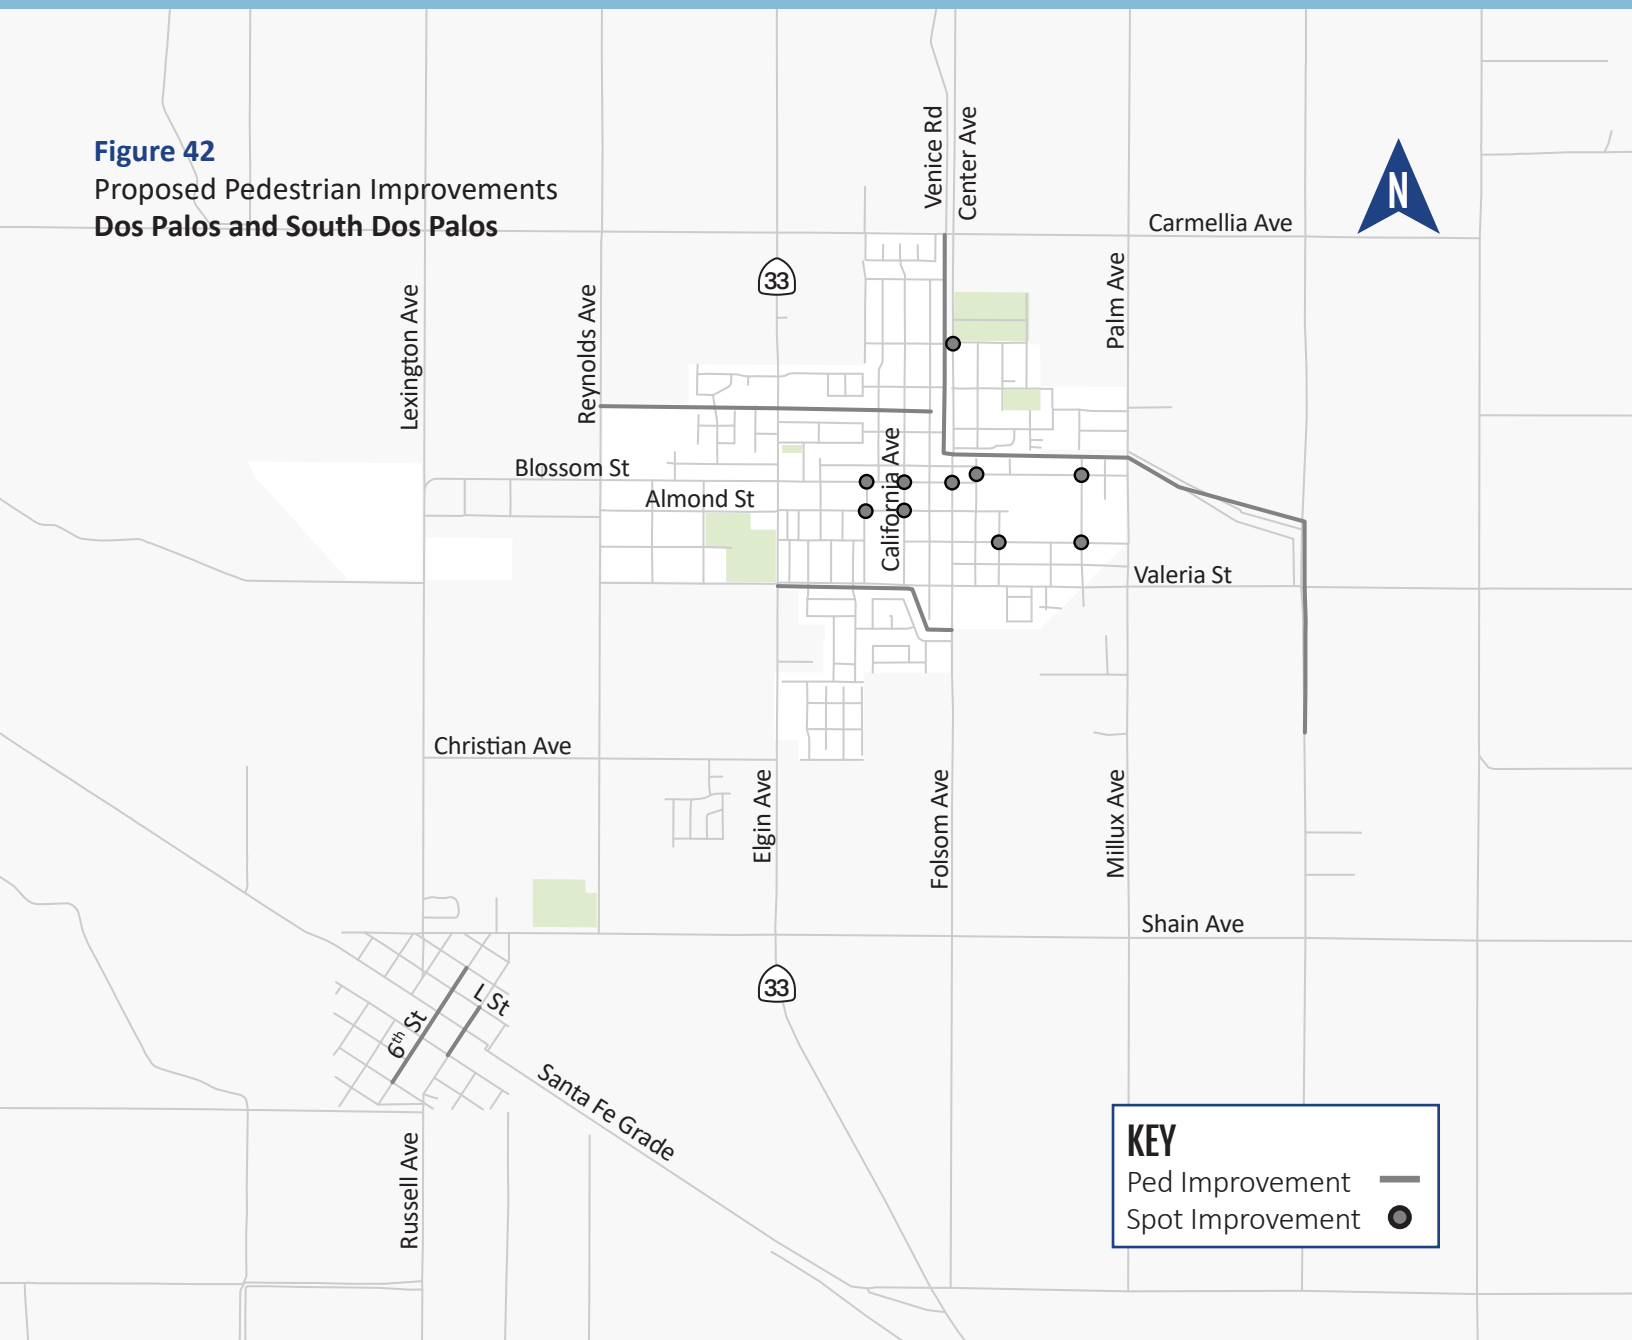 Figure 42
Proposed Pedestrian Improvements
Dos Palos and South Dos Palos
Venice Rd
Center Ave
N
Carmellia Ave
33
Lexington Ave
Reynolds Ave
Palm Ave
Blossom St
Almond St
California Ave
Valeria St
Christian Ave
Elgin Ave
Folsom Ave
Millux Ave
Shain Ave
33
L St
6th St
Santa Fe Grade
Russell Ave
KEY
Ped Improvement
Spot Improvement